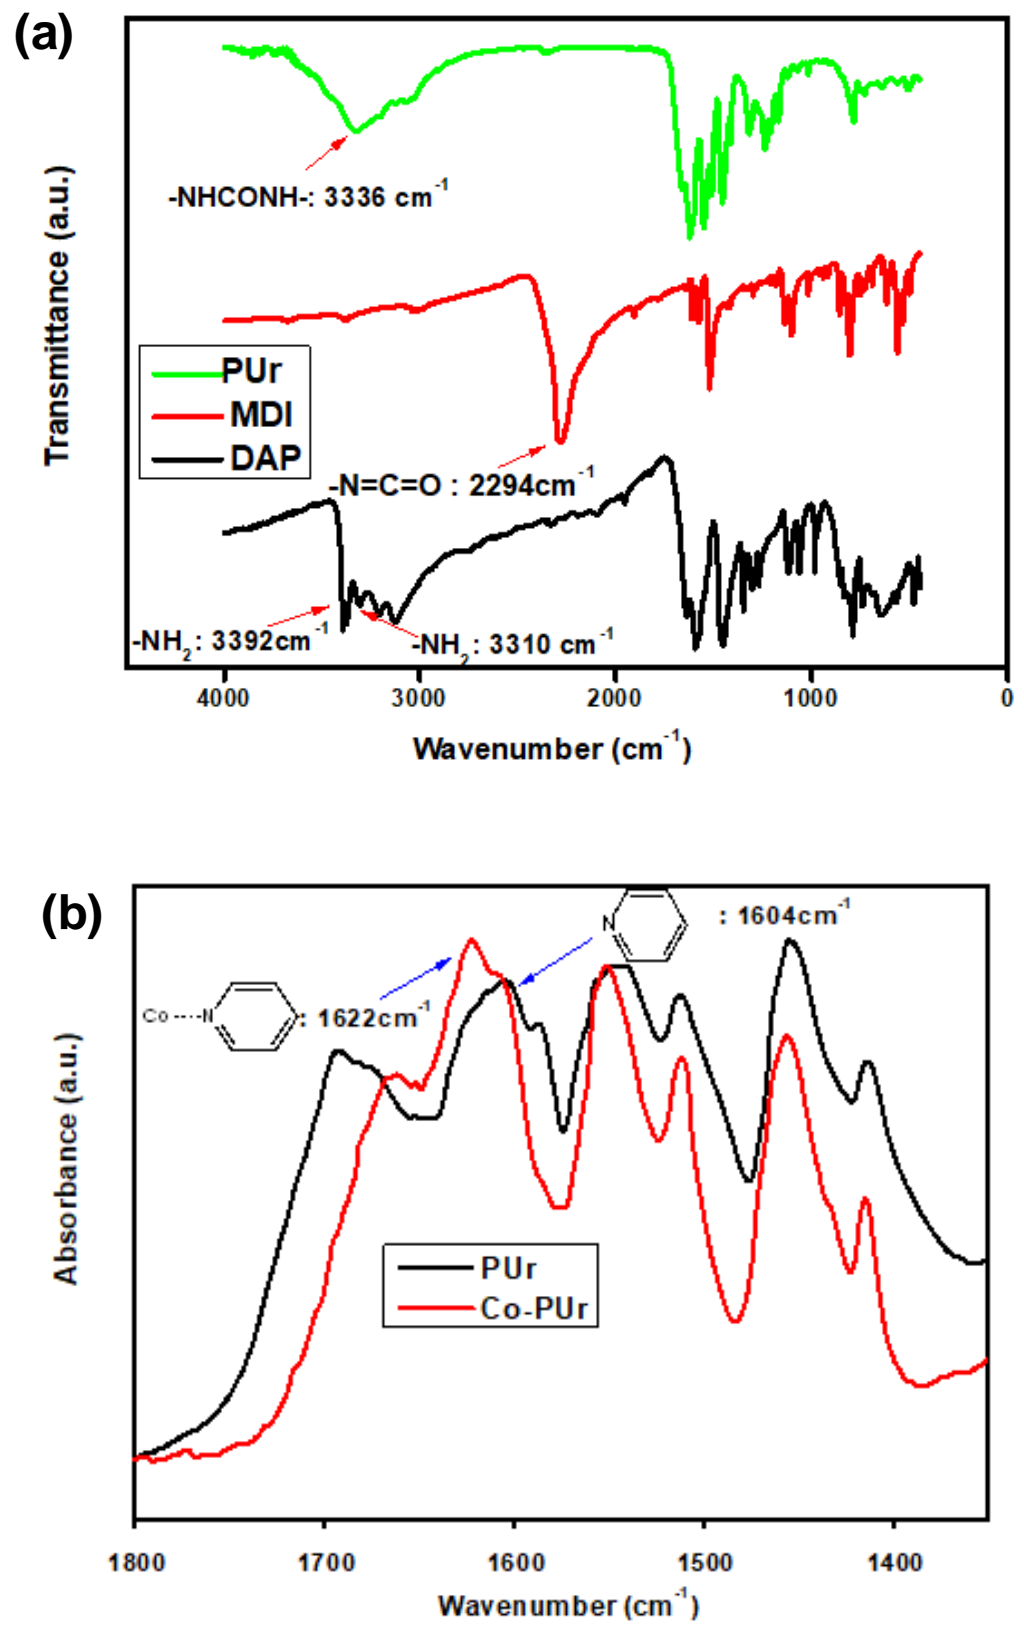 (a)
Transmittance (a.u.)
-NHCONH-: 3336 cm⁻¹
PUr
MDI
DAP
-N=C=O : 2294cm⁻¹
-NH₂: 3392cm⁻¹
-NH₂: 3310 cm⁻¹
4000 3000 2000 1000 0
Wavenumber (cm⁻¹)
(b)
Absorbance (a.u.)
N : 1604cm⁻¹
Co----N : 1622cm⁻¹
PUr
Co-PUr
1800 1700 1600 1500 1400
Wavenumber (cm⁻¹)